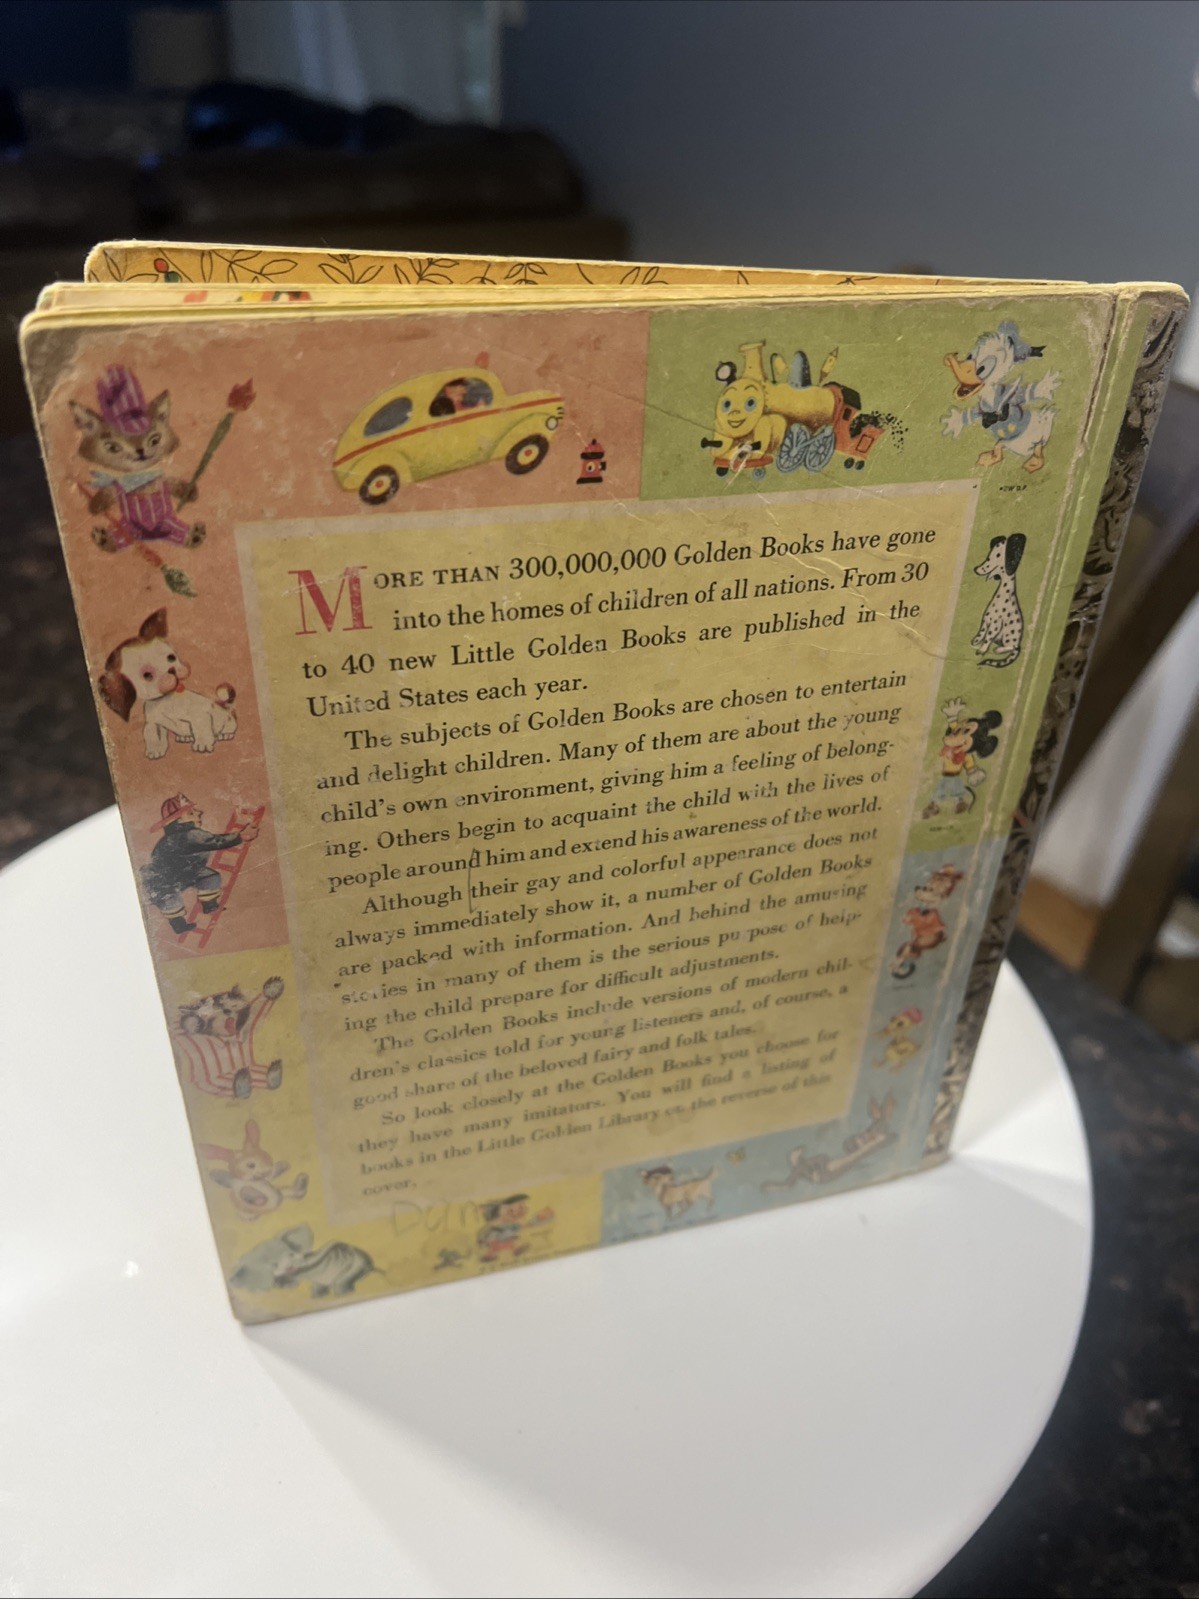 MORE THAN 300,000,000 Golden Books have gone
into the homes of children of all nations. From 30
to 40 new Little Golden Books are published in the
United States each year.
The subjects of Golden Books are chosen to entertain
and delight children. Many of them are about the young
child's own environment, giving him a feeling of belong-
ing. Others begin to acquaint the child with the lives of
people around him and extend his awareness of the world.
Although their gay and colorful appearance does not
always immediately show it, a number of Golden Books
are packed with information. And behind the amusing
stories in many of them is the serious purpose of help-
ing the child prepare for difficult adjustments.
The Golden Books include versions of modern chil-
dren's classics told for young listeners and, of course, a
good share of the beloved fairy and folk tales.
So look closely at the Golden Books you choose for
they have many imitators. You will find a listing of
books in the Little Golden Library on the reverse of this
cover.